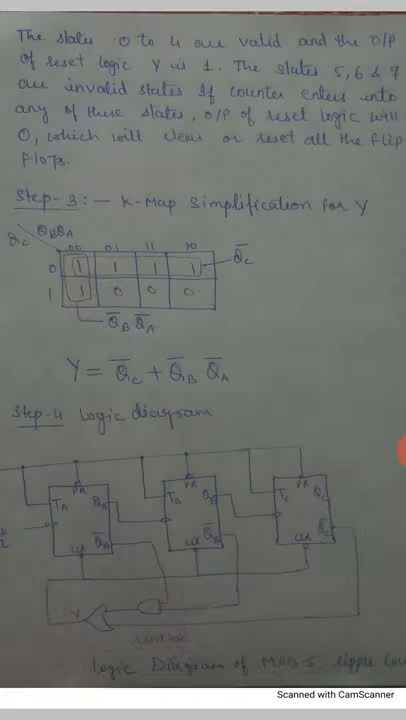 The states 0 to 4 are valid and the O/P
of reset logic Y is 1. The states 5, 6 & 7
are invalid states If counter enters into
any of these states, O/P of reset logic will
0, which will clear or reset all the flip
flops.
Step-3:- K-Map Simplification for Y
QBQA
QC 00 01 11 10
0 1 1 1 1 Q̅C
1 1 0 0 0
Q̅B Q̅A
Y = Q̅C + Q̅B Q̅A
Step-4 Logic diagram
PR PR PR
TA QA TB QB TC QC
Q̅A Q̅B Q̅C
CLR CLR CLR
Y
Logic Diagram of MOD-5 ripple
Scanned with CamScanner